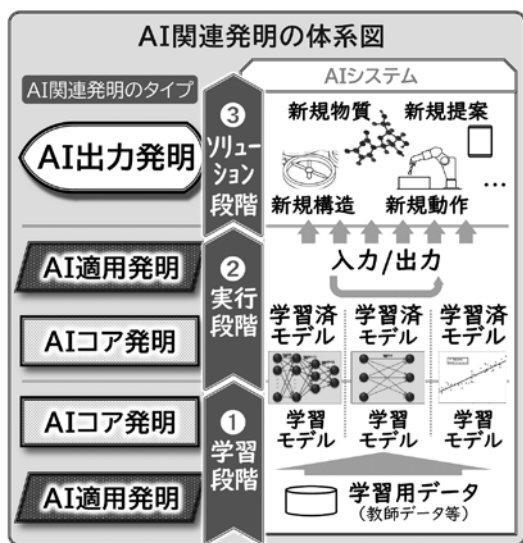 AI関連発明の体系図
AI関連発明のタイプ
AIシステム
AI出力発明
AI適用発明
AIコア発明
AIコア発明
AI適用発明
❸
ソリュー
ション
段階
❷
実行
段階
❶
学習
段階
新規物質 新規提案
新規構造 新規動作
…
入力/出力
学習済 学習済 学習済
モデル モデル モデル
学習 学習 学習
モデル モデル モデル
学習用データ
(教師データ等)